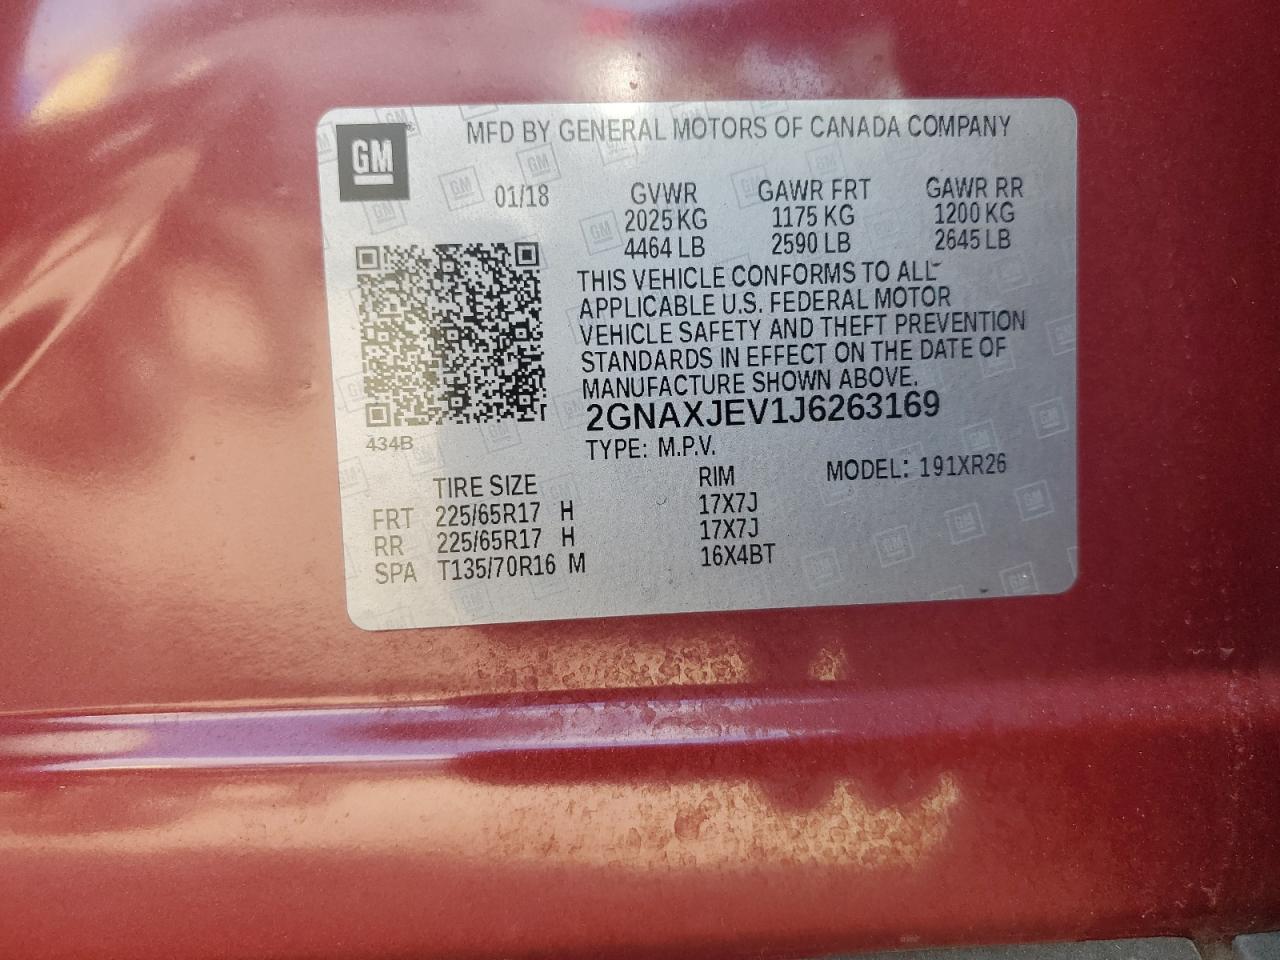 GM
MFD BY GENERAL MOTORS OF CANADA COMPANY
01/18 GVWR GAWR FRT GAWR RR
2025 KG 1175 KG 1200 KG
4464 LB 2590 LB 2645 LB
THIS VEHICLE CONFORMS TO ALL
APPLICABLE U.S. FEDERAL MOTOR
VEHICLE SAFETY AND THEFT PREVENTION
STANDARDS IN EFFECT ON THE DATE OF
MANUFACTURE SHOWN ABOVE.
2GNAXJEV1J6263169
434B
TYPE: M.P.V. MODEL: 191XR26
TIRE SIZE RIM
FRT 225/65R17 H 17X7J
RR 225/65R17 H 17X7J
SPA T135/70R16 M 16X4BT